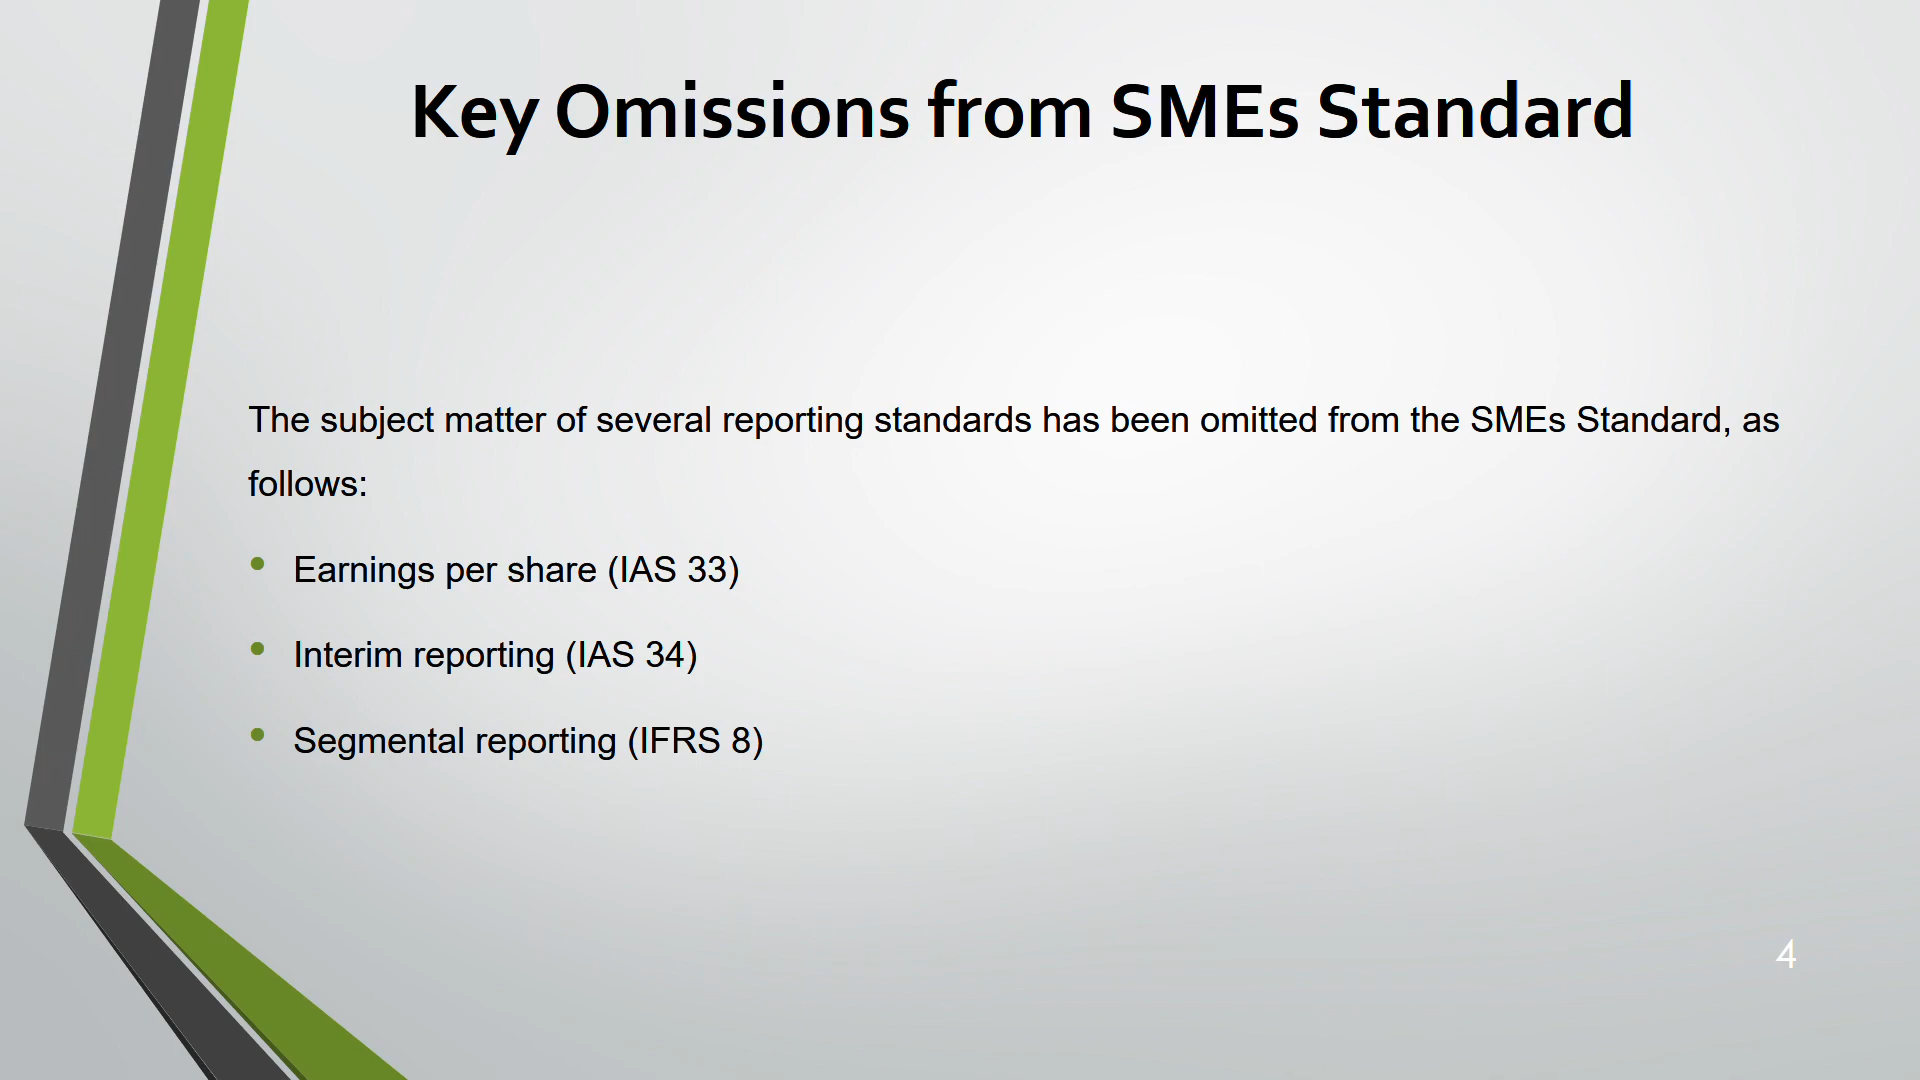 Key Omissions from SMEs Standard
The subject matter of several reporting standards has been omitted from the SMEs Standard, as
follows:
• Earnings per share (IAS 33)
• Interim reporting (IAS 34)
• Segmental reporting (IFRS 8)
4